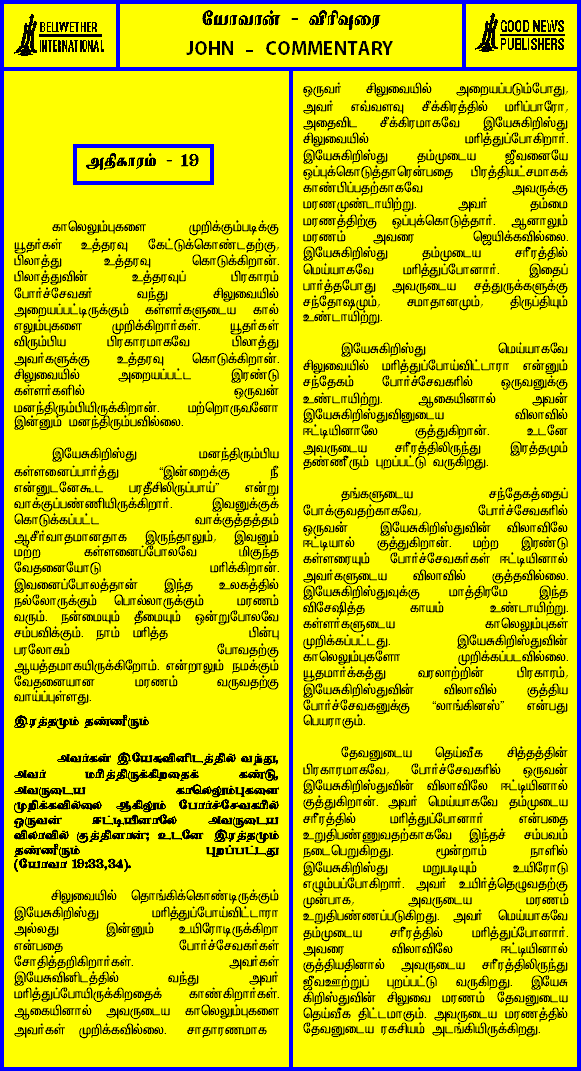 BELIWETHER
INTERNATIONAL
யோவான் - விரிவுரை
JOHN - COMMENTARY
GOOD NEWS
PUBLISHERS
அதிகாரம் - 19
காலெலும்புகளை முறிக்கும்படிக்கு
யூதர்கள் உத்தரவு கேட்டுக்கொண்டதற்கு,
பிலாத்து உத்தரவு கொடுக்கிறான்.
பிலாத்துவின் உத்தரவுப் பிரகாரம்
போர்ச்சேவகர் வந்து சிலுவையில்
அறையப்பட்டிருக்கும் கள்ளர்களுடைய கால்
எலும்புகளை முறிக்கிறார்கள். யூதர்கள்
விரும்பிய பிரகாரமாகவே பிலாத்து
அவர்களுக்கு உத்தரவு கொடுக்கிறான்.
சிலுவையில் அறையப்பட்ட இரண்டு
கள்ளர்களில் ஒருவன்
மனந்திரும்பியிருக்கிறான். மற்றொருவனோ
இன்னும் மனந்திரும்பவில்லை.
இயேசுகிறிஸ்து மனந்திரும்பிய
கள்ளனைப்பார்த்து “இன்றைக்கு நீ
என்னுடனேகூட பரதீசிலிருப்பாய்” என்று
வாக்குப்பண்ணியிருக்கிறார். இவனுக்குக்
கொடுக்கப்பட்ட வாக்குத்தத்தம்
ஆசீர்வாதமானதாக இருந்தாலும், இவனும்
மற்ற கள்ளனைப்போலவே மிகுந்த
வேதனையோடு மரிக்கிறான்.
இவனைப்போலத்தான் இந்த உலகத்தில்
நல்லோருக்கும் பொல்லாருக்கும் மரணம்
வரும். நன்மையும் தீமையும் ஒன்றுபோலவே
சம்பவிக்கும். நாம் மரித்த பின்பு
பரலோகம் போவதற்கு
ஆயத்தமாகயிருக்கிறோம். என்றாலும் நமக்கும்
வேதனையான மரணம் வருவதற்கு
வாய்ப்புள்ளது.
இரத்தமும் தண்ணீரும்
அவர்கள் இயேசுவினிடத்தில் வந்து,
அவர் மரித்திருக்கிறதைக் கண்டு,
அவருடைய காலெலும்புகளை
முறிக்கவில்லை ஆகிலும் போர்ச்சேவகரில்
ஒருவன் ஈட்டியினாலே அவருடைய
விலாவில் குத்தினான்; உடனே இரத்தமும்
தண்ணீரும் புறப்பட்டது
(யோவா 19:33,34).
சிலுவையில் தொங்கிக்கொண்டிருக்கும்
இயேசுகிறிஸ்து மரித்துப்போய்விட்டாரா
அல்லது இன்னும் உயிரோடிருக்கிறா
என்பதை போர்ச்சேவகர்கள்
சோதித்தறிகிறார்கள். அவர்கள்
இயேசுவினிடத்தில் வந்து அவர்
மரித்துப்போயிருக்கிறதைக் காண்கிறார்கள்.
ஆகையினால் அவருடைய காலெலும்புகளை
அவர்கள் முறிக்கவில்லை. சாதாரணமாக
ஒருவர் சிலுவையில் அறையப்படும்போது,
அவர் எவ்வளவு சீக்கிரத்தில் மரிப்பாரோ,
அதைவிட சீக்கிரமாகவே இயேசுகிறிஸ்து
சிலுவையில் மரித்துப்போகிறார்.
இயேசுகிறிஸ்து தம்முடைய ஜீவனையே
ஒப்புக்கொடுத்தாரென்பதை பிரத்தியட்சமாகக்
காண்பிப்பதற்காகவே அவருக்கு
மரணமுண்டாயிற்று. அவர் தம்மை
மரணத்திற்கு ஒப்புக்கொடுத்தார். ஆனாலும்
மரணம் அவரை ஜெயிக்கவில்லை.
இயேசுகிறிஸ்து தம்முடைய சரீரத்தில்
மெய்யாகவே மரித்துப்போனார். இதைப்
பார்த்தபோது அவருடைய சத்துருக்களுக்கு
சந்தோஷமும், சமாதானமும், திருப்தியும்
உண்டாயிற்று.
இயேசுகிறிஸ்து மெய்யாகவே
சிலுவையில் மரித்துப்போய்விட்டாரா என்னும்
சந்தேகம் போர்ச்சேவகரில் ஒருவனுக்கு
உண்டாயிற்று. ஆகையினால் அவன்
இயேசுகிறிஸ்துவினுடைய விலாவில்
ஈட்டியினாலே குத்துகிறான். உடனே
அவருடைய சரீரத்திலிருந்து இரத்தமும்
தண்ணீரும் புறப்பட்டு வருகிறது.
தங்களுடைய சந்தேகத்தைப்
போக்குவதற்காகவே, போர்ச்சேவகரில்
ஒருவன் இயேசுகிறிஸ்துவின் விலாவிலே
ஈட்டியால் குத்துகிறான். மற்ற இரண்டு
கள்ளரையும் போர்ச்சேவகர்கள் ஈட்டியினால்
அவர்களுடைய விலாவில் குத்தவில்லை.
இயேசுகிறிஸ்துவுக்கு மாத்திரமே இந்த
விசேஷித்த காயம் உண்டாயிற்று.
கள்ளர்களுடைய காலெலும்புகள்
முறிக்கப்பட்டது. இயேசுகிறிஸ்துவின்
காலெலும்புகளோ முறிக்கப்படவில்லை.
யூதமார்க்கத்து வரலாற்றின் பிரகாரம்,
இயேசுகிறிஸ்துவின் விலாவில் குத்திய
போர்ச்சேவகனுக்கு “லாங்கினஸ்” என்பது
பெயராகும்.
தேவனுடைய தெய்வீக சித்தத்தின்
பிரகாரமாகவே, போர்ச்சேவகரில் ஒருவன்
இயேசுகிறிஸ்துவின் விலாவிலே ஈட்டியினால்
குத்துகிறான். அவர் மெய்யாகவே தம்முடைய
சரீரத்தில் மரித்துப்போனார் என்பதை
உறுதிபண்ணுவதற்காகவே இந்தச் சம்பவம்
நடைபெறுகிறது. மூன்றாம் நாளில்
இயேசுகிறிஸ்து மறுபடியும் உயிரோடு
எழும்பப்போகிறார். அவர் உயிர்த்தெழுவதற்கு
முன்பாக, அவருடைய மரணம்
உறுதிபண்ணப்படுகிறது. அவர் மெய்யாகவே
தம்முடைய சரீரத்தில் மரித்துப்போனார்.
அவரை விலாவிலே ஈட்டியினால்
குத்தியதினால் அவருடைய சரீரத்திலிருந்து
ஜீவஊற்றுப் புறப்பட்டு வருகிறது. இயேசு
கிறிஸ்துவின் சிலுவை மரணம் தேவனுடைய
தெய்வீக திட்டமாகும். அவருடைய மரணத்தில்
தேவனுடைய ரகசியம் அடங்கியிருக்கிறது.